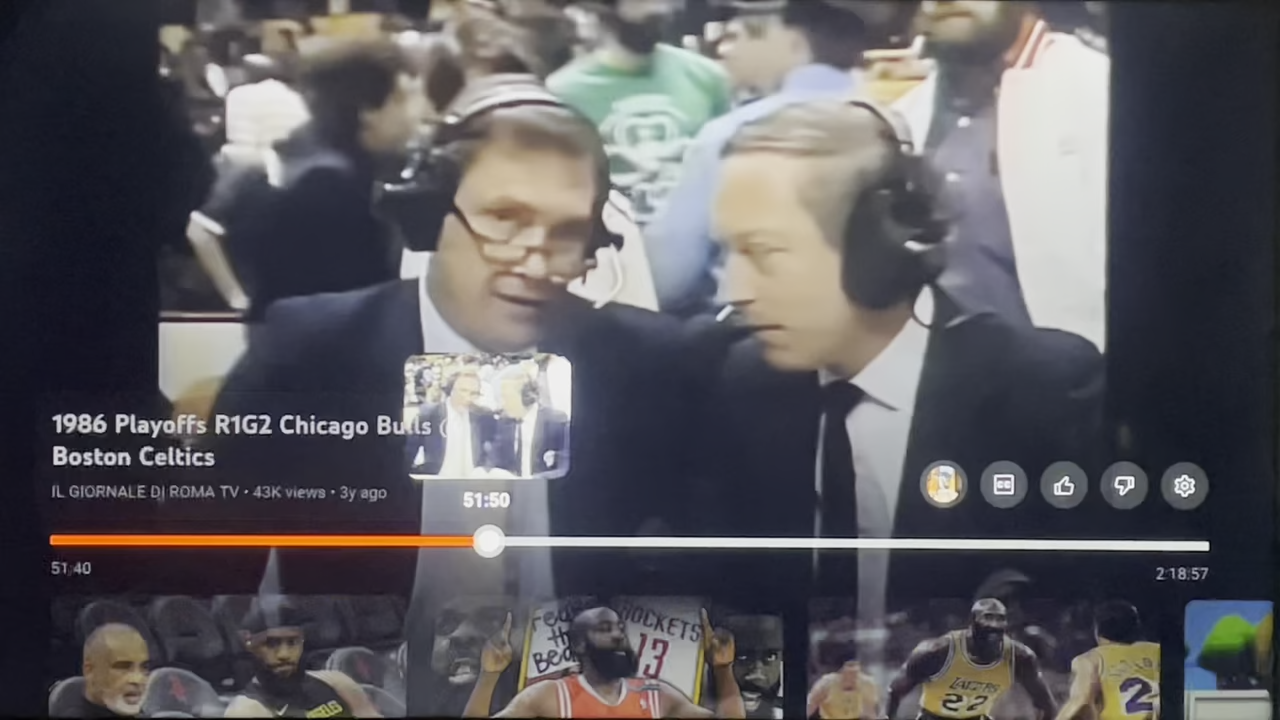 1986 Playoffs R1G2 Chicago Bulls @
Boston Celtics
IL GIORNALE DI ROMA TV • 43K views • 3y ago
51:50
CC
51:40
2:18:57
ROCKETS
13
LAKERS
22
2